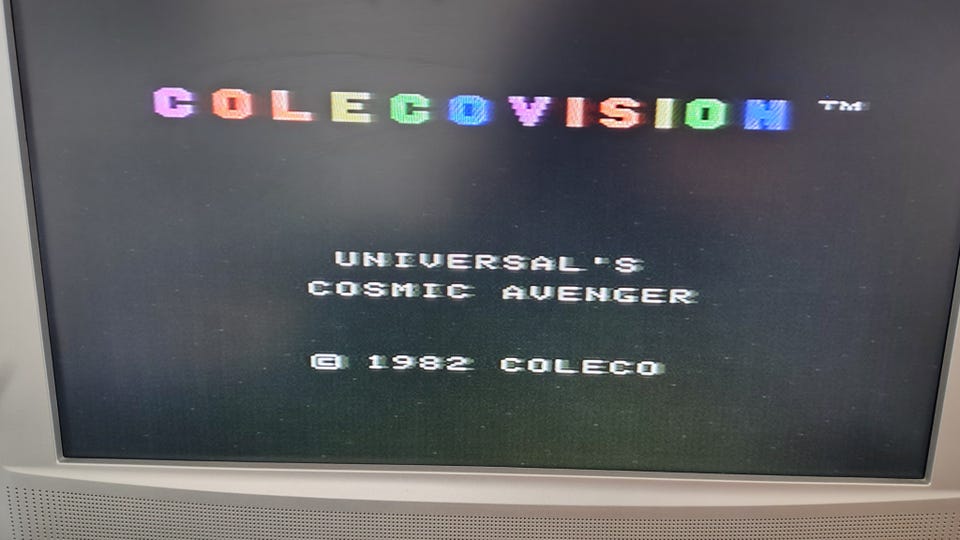 COLECOVISION ™
UNIVERSAL'S
COSMIC AVENGER
© 1982 COLECO